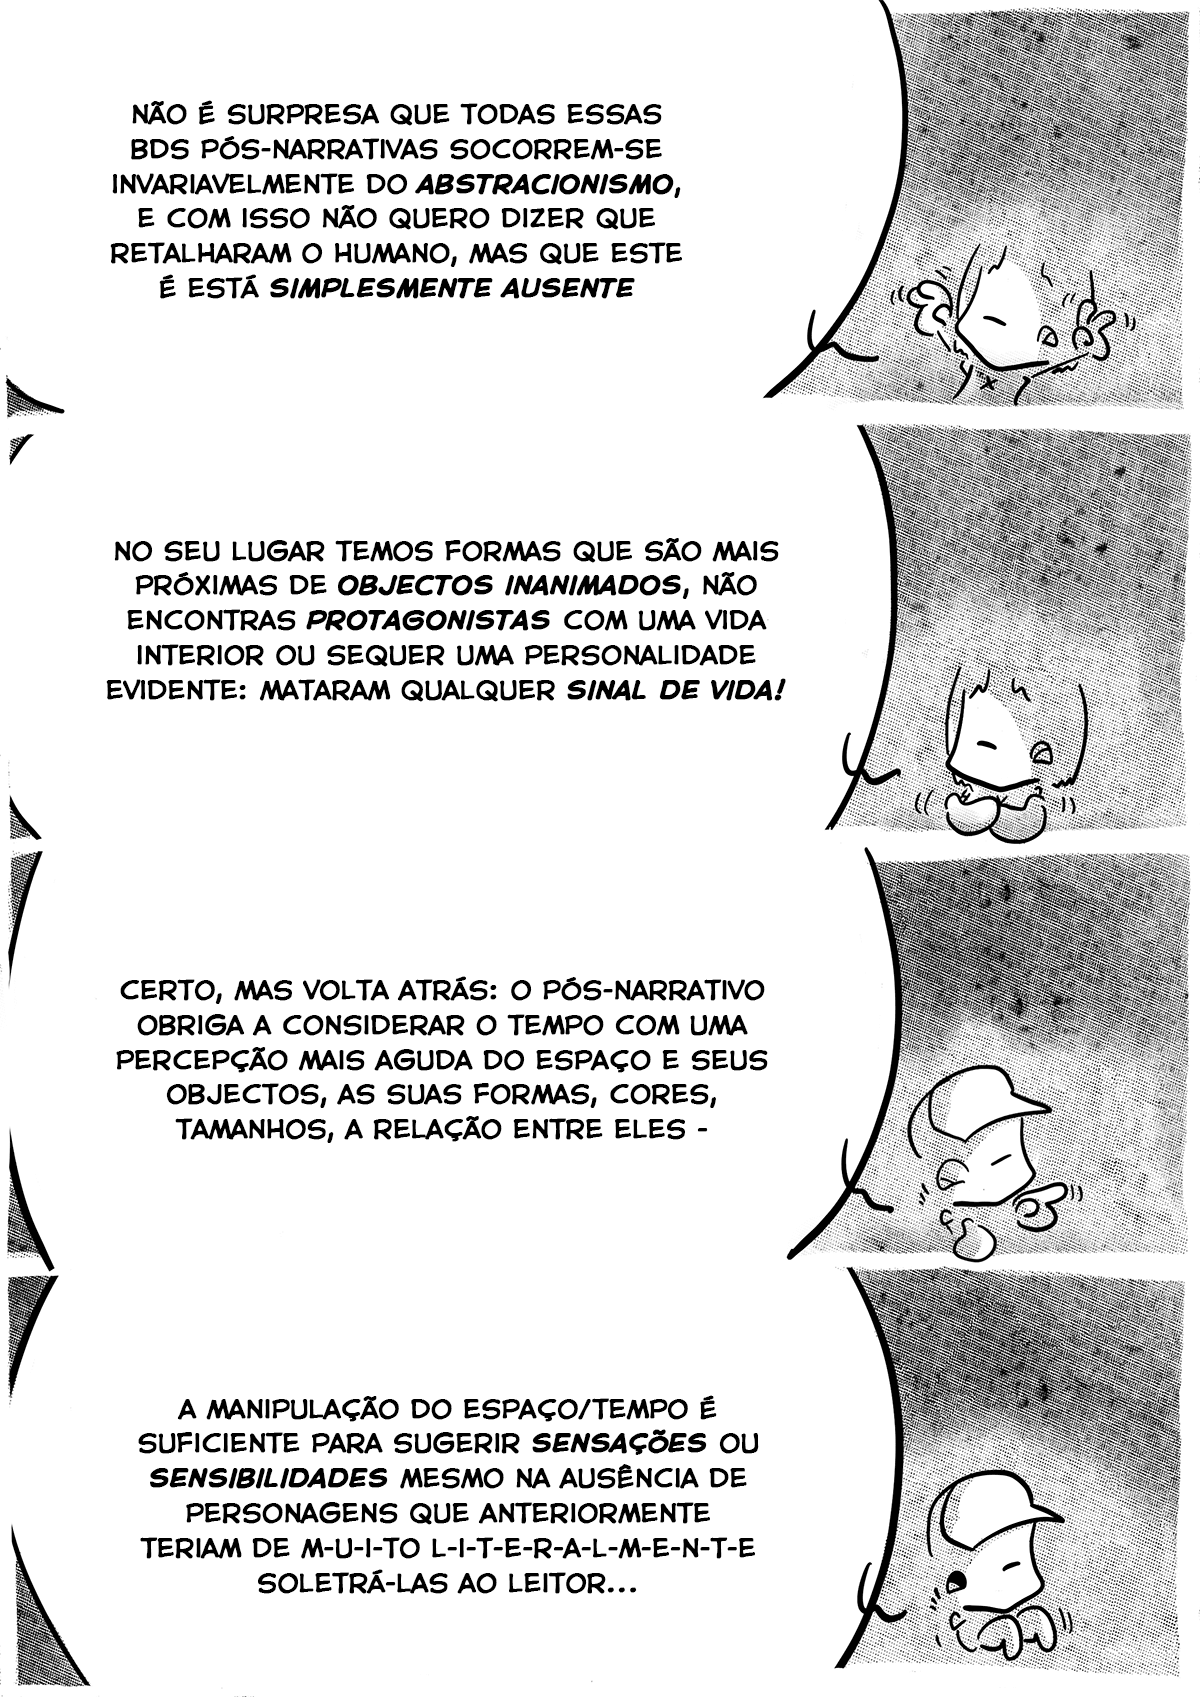 NÃO É SURPRESA QUE TODAS ESSAS
BDS PÓS-NARRATIVAS SOCORREM-SE
INVARIAVELMENTE DO ABSTRACIONISMO,
E COM ISSO NÃO QUERO DIZER QUE
RETALHARAM O HUMANO, MAS QUE ESTE
É ESTÁ SIMPLESMENTE AUSENTE
NO SEU LUGAR TEMOS FORMAS QUE SÃO MAIS
PRÓXIMAS DE OBJECTOS INANIMADOS, NÃO
ENCONTRAS PROTAGONISTAS COM UMA VIDA
INTERIOR OU SEQUER UMA PERSONALIDADE
EVIDENTE: MATARAM QUALQUER SINAL DE VIDA!
CERTO, MAS VOLTA ATRÁS: O PÓS-NARRATIVO
OBRIGA A CONSIDERAR O TEMPO COM UMA
PERCEPÇÃO MAIS AGUDA DO ESPAÇO E SEUS
OBJECTOS, AS SUAS FORMAS, CORES,
TAMANHOS, A RELAÇÃO ENTRE ELES -
A MANIPULAÇÃO DO ESPAÇO/TEMPO É
SUFICIENTE PARA SUGERIR SENSAÇÕES OU
SENSIBILIDADES MESMO NA AUSÊNCIA DE
PERSONAGENS QUE ANTERIORMENTE
TERIAM DE M-U-I-TO L-I-T-E-R-A-L-M-E-N-T-E
SOLETRÁ-LAS AO LEITOR...